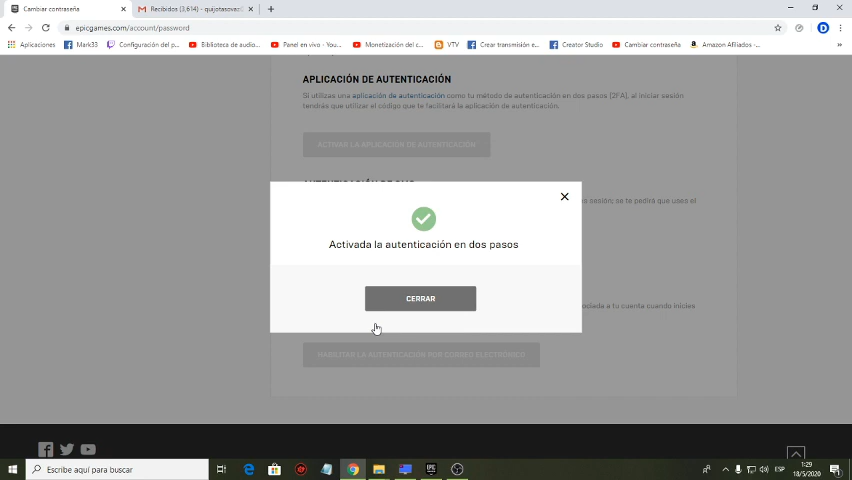 Cambiar contraseña
Recibidos (3,614) - quijotasovaz
epicgames.com/account/password
Aplicaciones
Mark33
Configuración del p...
Biblioteca de audio...
Panel en vivo - You...
Monetización del c...
VTV
Crear transmisión e...
Creator Studio
Cambiar contraseña
Amazon Afiliados -...
APLICACIÓN DE AUTENTICACIÓN
Si utilizas una aplicación de autenticación como tu método de autenticación en dos pasos [2FA], al iniciar sesión
tendrás que utilizar el código que te facilitará la aplicación de autenticación.
ACTIVAR LA APLICACIÓN DE AUTENTICACIÓN
sesión; se te pedirá que uses el
Activada la autenticación en dos pasos
CERRAR
ociada a tu cuenta cuando inicies
HABILITAR LA AUTENTICACIÓN POR CORREO ELECTRÓNICO
Escribe aquí para buscar
EPIC
ESP
1:29
18/5/2020